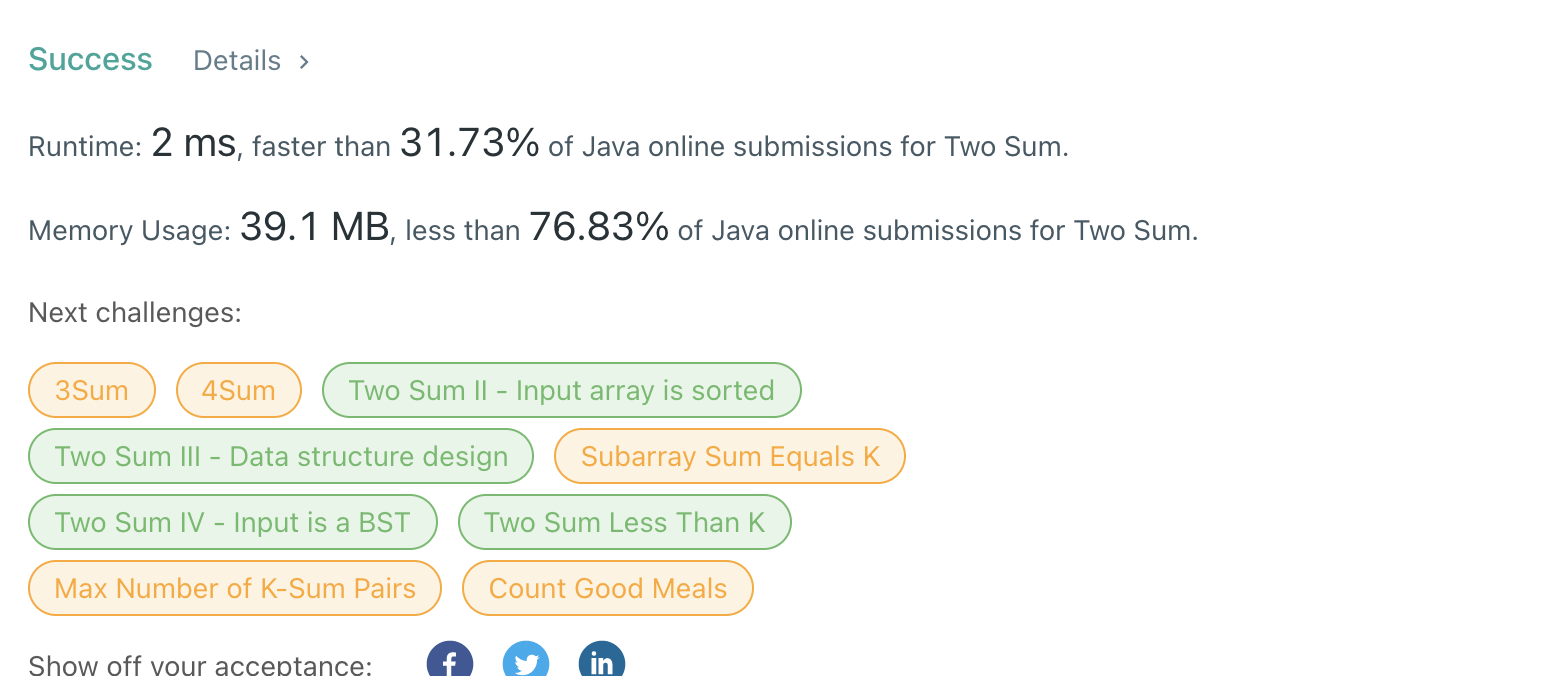 Success Details >
Runtime: 2 ms, faster than 31.73% of Java online submissions for Two Sum.
Memory Usage: 39.1 MB, less than 76.83% of Java online submissions for Two Sum.
Next challenges:
3Sum 4Sum Two Sum II - Input array is sorted
Two Sum III - Data structure design Subarray Sum Equals K
Two Sum IV - Input is a BST Two Sum Less Than K
Max Number of K-Sum Pairs Count Good Meals
Show off your acceptance: f in